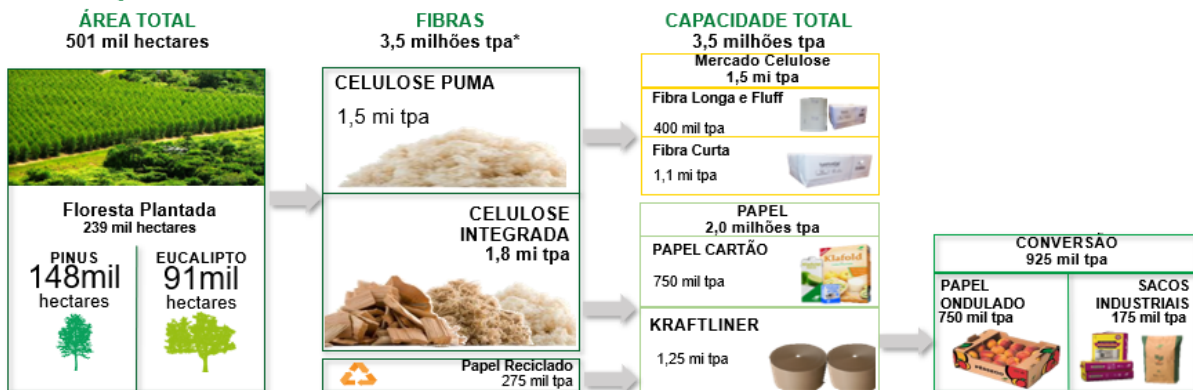 ÁREA TOTAL
501 mil hectares
Floresta Plantada
239 mil hectares
PINUS
148mil
hectares
EUCALIPTO
91mil
hectares
FIBRAS
3,5 milhões tpa*
CELULOSE PUMA
1,5 mi tpa
CELULOSE
INTEGRADA
1,8 mi tpa
Papel Reciclado
275 mil tpa
CAPACIDADE TOTAL
3,5 milhões tpa
Mercado Celulose
1,5 mi tpa
Fibra Longa e Fluff
400 mil tpa
Fibra Curta
1,1 mi tpa
PAPEL
2,0 milhões tpa
PAPEL CARTÃO
750 mil tpa
Klafold
KRAFTLINER
1,25 mi tpa
CONVERSÃO
925 mil tpa
PAPEL
ONDULADO
750 mil tpa
SACOS
INDUSTRIAIS
175 mil tpa